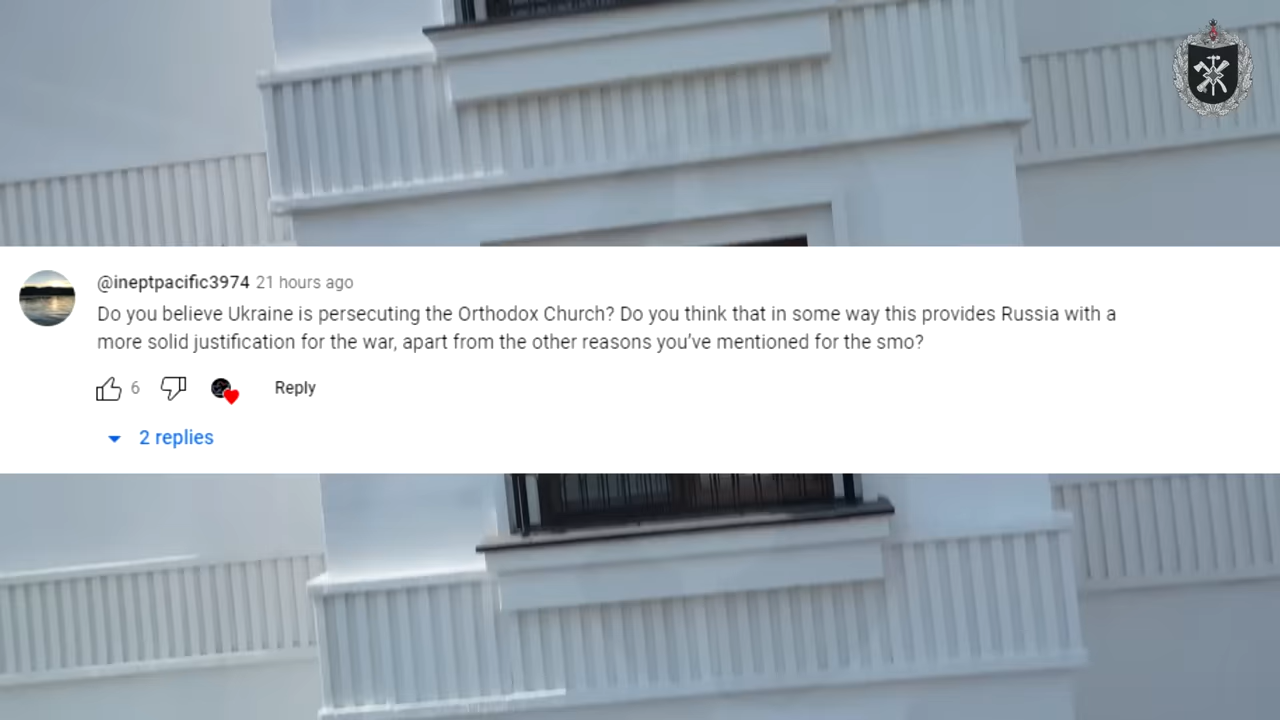 @ineptpacific3974 21 hours ago
Do you believe Ukraine is persecuting the Orthodox Church? Do you think that in some way this provides Russia with a
more solid justification for the war, apart from the other reasons you’ve mentioned for the smo?
6
Reply
2 replies